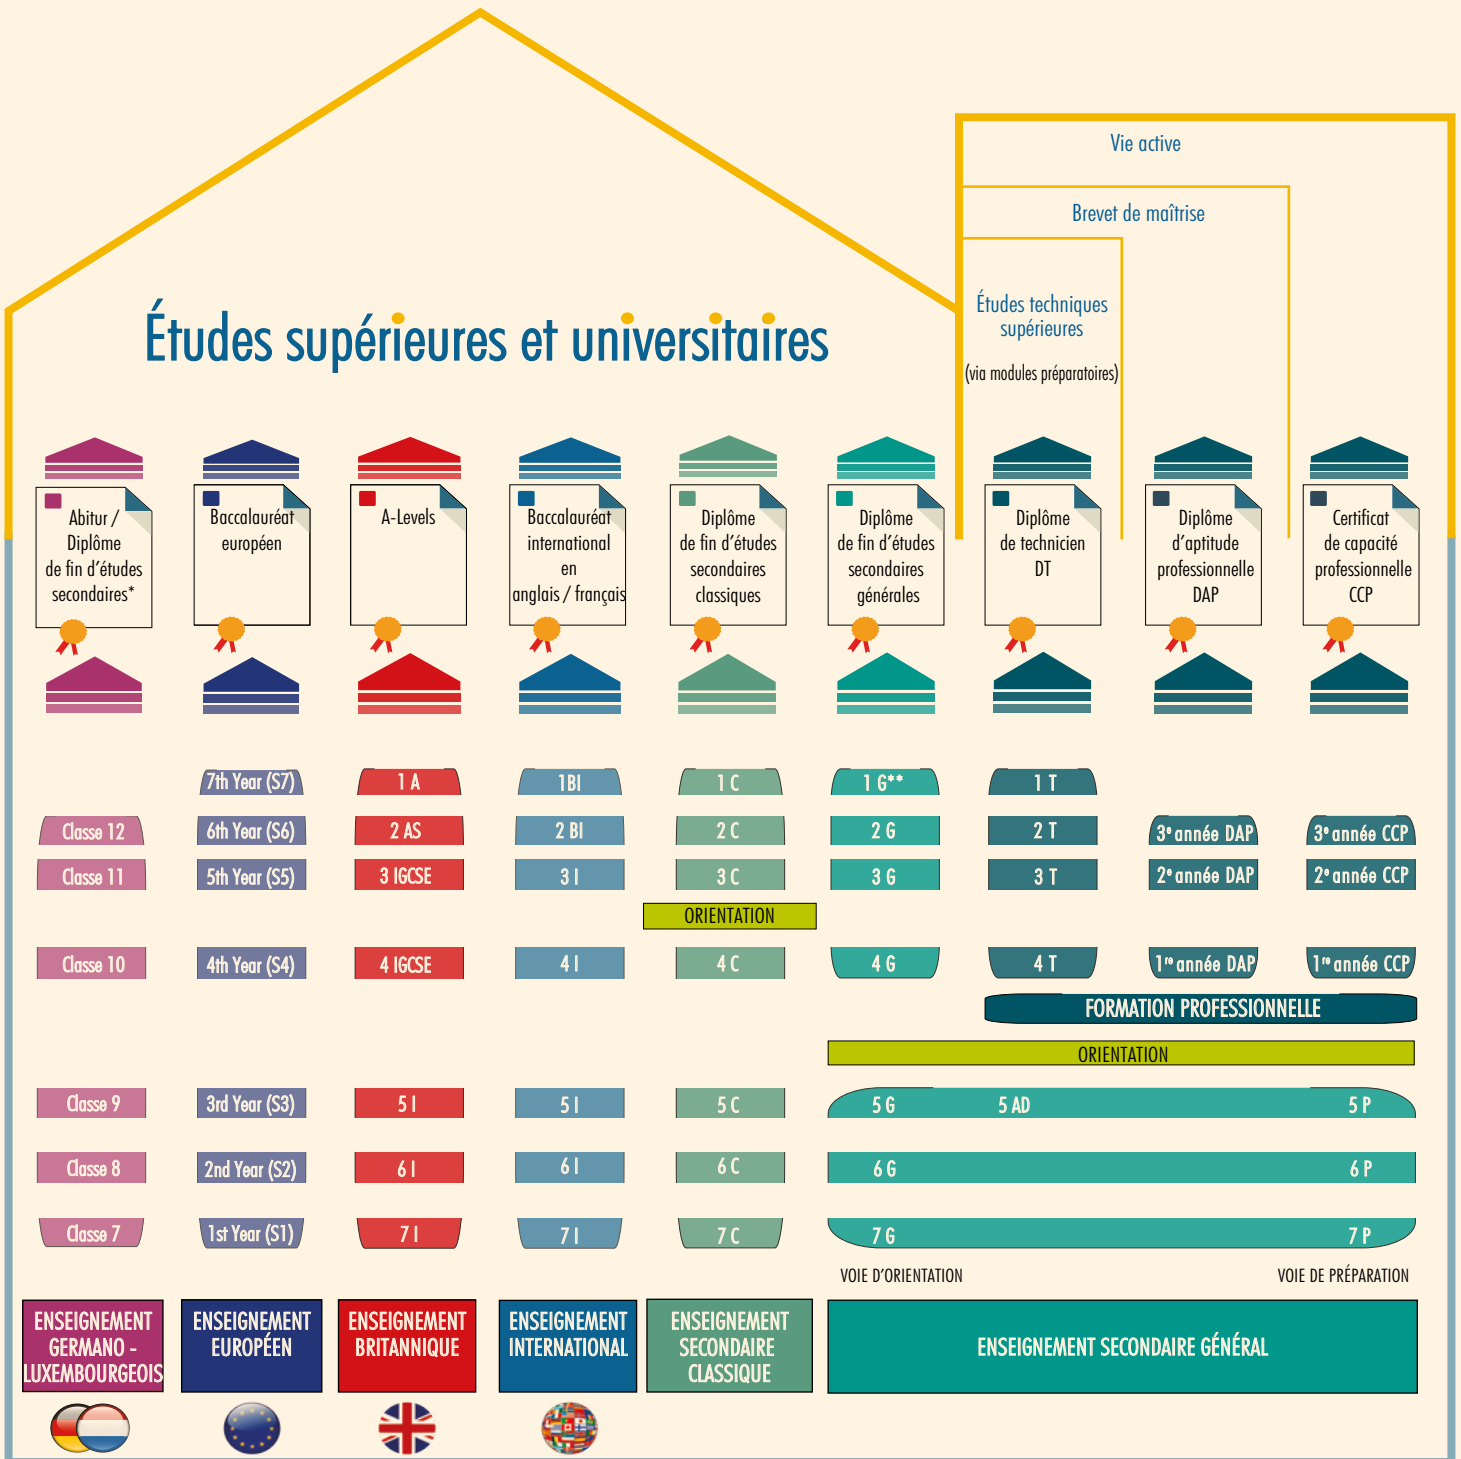 Vie active
Brevet de maîtrise
Études techniques
supérieures
(via modules préparatoires)
Études supérieures et universitaires
Abitur /
Diplôme
de fin d'études
secondaires*
Baccalauréat
européen
A-Levels
Baccalauréat
international
en
anglais / français
Diplôme
de fin d'études
secondaires
classiques
Diplôme
de fin d'études
secondaires
générales
Diplôme
de technicien
DT
Diplôme
d'aptitude
professionnelle
DAP
Certificat
de capacité
professionnelle
CCP
7th Year (S7) 1 A 1BI 1 C 1 G** 1 T
Classe 12 6th Year (S6) 2 AS 2 BI 2 C 2 G 2 T 3e année DAP 3e année CCP
Classe 11 5th Year (S5) 3 IGCSE 3 I 3 C 3 G 3 T 2e année DAP 2e année CCP
ORIENTATION
Classe 10 4th Year (S4) 4 IGCSE 4 I 4 C 4 G 4 T 1re année DAP 1re année CCP
FORMATION PROFESSIONNELLE
ORIENTATION
Classe 9 3rd Year (S3) 5 I 5 I 5 C 5 G 5 AD 5 P
Classe 8 2nd Year (S2) 6 I 6 I 6 C 6 G 6 P
Classe 7 1st Year (S1) 7 I 7 I 7 C 7 G 7 P
VOIE D'ORIENTATION VOIE DE PRÉPARATION
ENSEIGNEMENT
GERMANO -
LUXEMBOURGEOIS
ENSEIGNEMENT
EUROPÉEN
ENSEIGNEMENT
BRITANNIQUE
ENSEIGNEMENT
INTERNATIONAL
ENSEIGNEMENT
SECONDAIRE
CLASSIQUE
ENSEIGNEMENT SECONDAIRE GÉNÉRAL